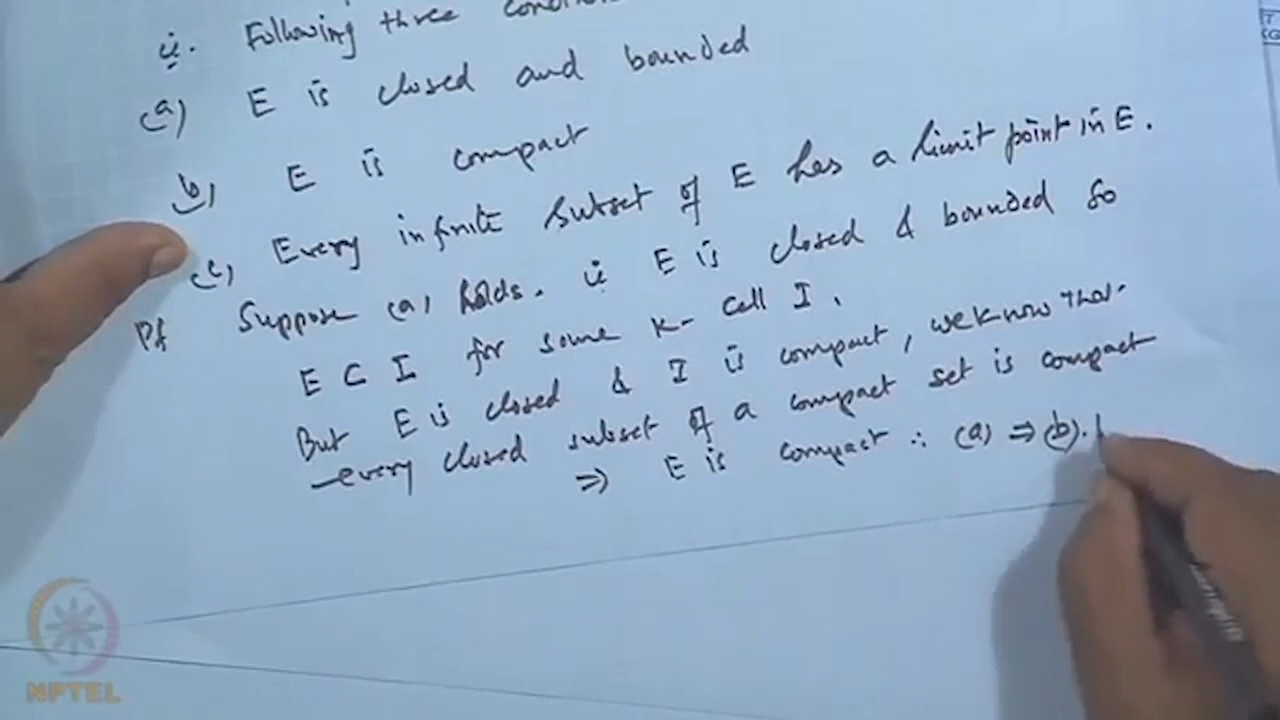 ie. Following three
(a) E is closed and bounded
(b) E is compact
(c) Every infinite subset of E has a limit point in E.
Pf Suppose (a) holds. ie E is closed & bounded so
E ⊂ I for some K- cell I.
But E is closed & I is compact, we know that
every closed subset of a compact set is compact
⇒ E is compact ∴ (a) ⇒ (b).
NPTEL